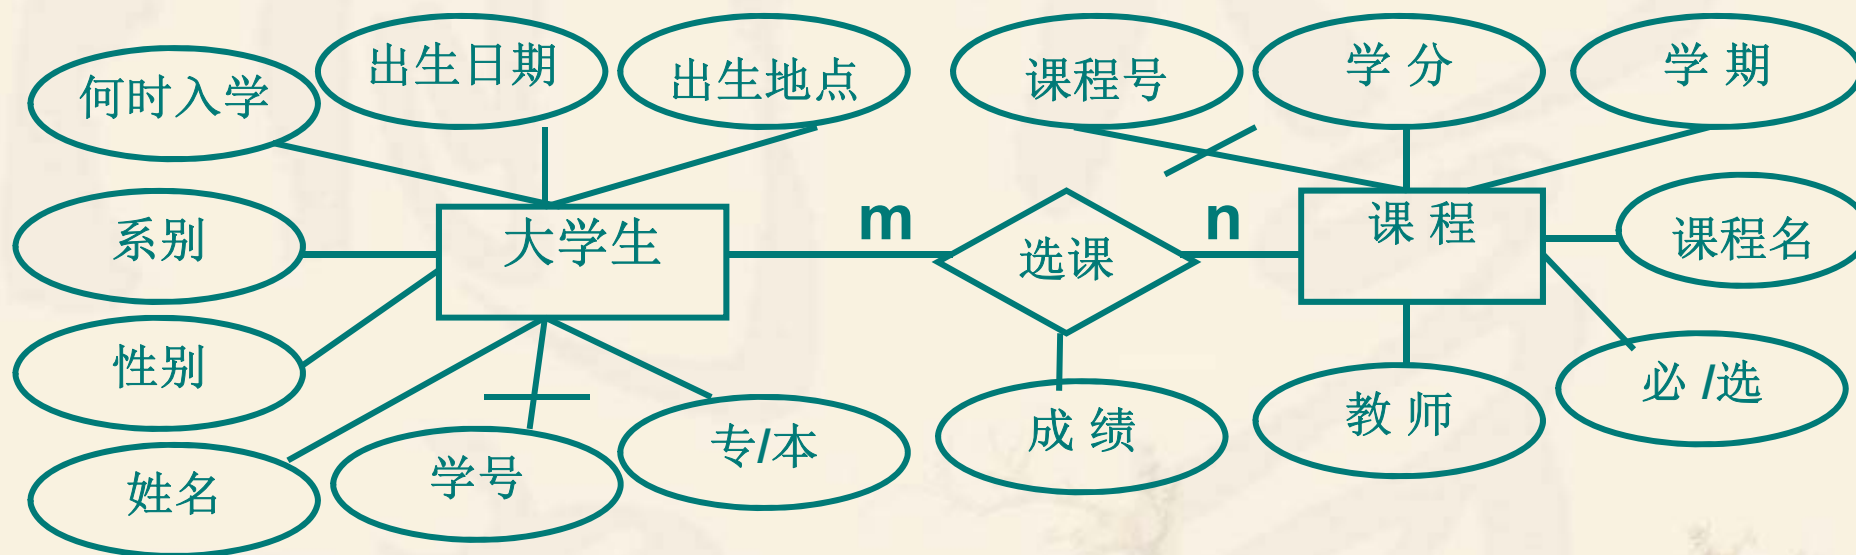 何时入学
出生日期
出生地点
课程号
学 分
学 期
系别
大学生
m
选课
n
课 程
课程名
性别
姓名
学号
专/本
成 绩
教 师
必 /选